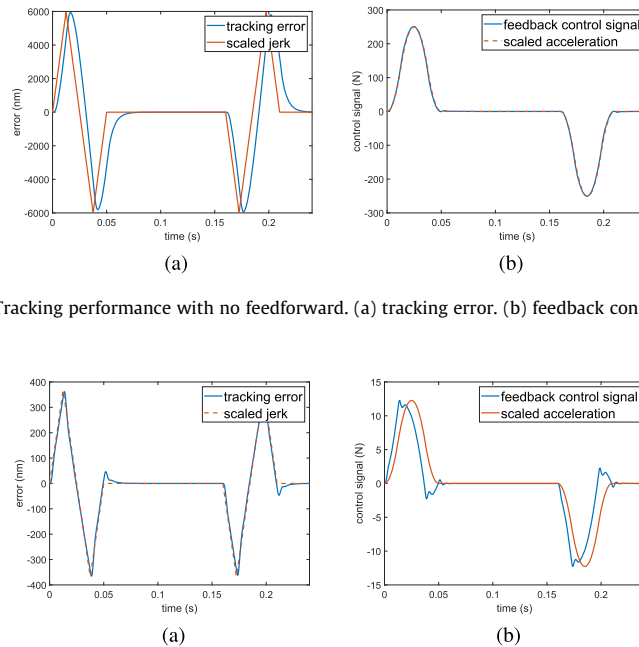 6000
4000
2000
0
-2000
-4000
-6000
error (nm)
tracking error
scaled jerk
0
0.05
0.1
0.15
0.2
time (s)
(a)
300
200
100
0
-100
-200
-300
control signal (N)
feedback control signal
scaled acceleration
0
0.05
0.1
0.15
0.2
time (s)
(b)
Tracking performance with no feedforward. (a) tracking error. (b) feedback con
400
300
200
100
0
-100
-200
-300
-400
error (nm)
tracking error
scaled jerk
0
0.05
0.1
0.15
0.2
time (s)
(a)
15
10
5
0
-5
-10
-15
control signal (N)
feedback control signal
scaled acceleration
0
0.05
0.1
0.15
0.2
time (s)
(b)